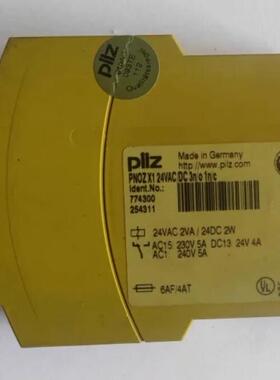 pilz
112
pilz
Made in Germany
http://www.pilz.com
PNOZ X1 24VAC/DC 3n/o 1n/c
Ident.No.:
774300
254311
24VAC 2VA / 24DC 2W
AC15 230V 5A DC13 24V 4A
AC1 240V 5A
6AF/4AT